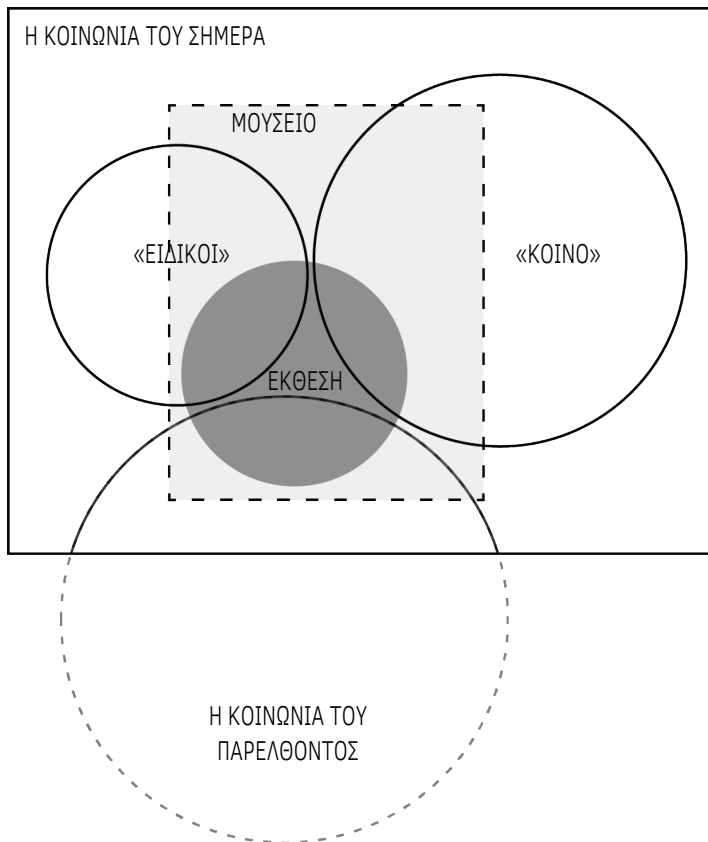 Η ΚΟΙΝΩΝΙΑ ΤΟΥ ΣΗΜΕΡΑ
ΜΟΥΣΕΙΟ
«ΕΙΔΙΚΟΙ»
«ΚΟΙΝΟ»
ΕΚΘΕΣΗ
Η ΚΟΙΝΩΝΙΑ ΤΟΥ
ΠΑΡΕΛΘΟΝΤΟΣ